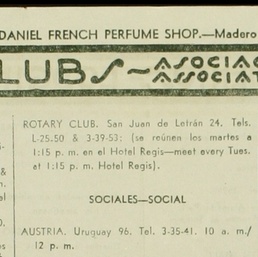 DANIEL FRENCH PERFUME SHOP.—Madero
LUBS~ASOCIAC
ASSOCIAT
ROTARY CLUB. San Juan de Letrán 24. Tels.
L-25-50 & 3-39-53; (se reúnen los martes a
1:15 p. m. en el Hotel Regis—meet every Tues.
at 1:15 p. m. Hotel Regis).
&
SOCIALES—SOCIAL
AUSTRIA. Uruguay 96. Tel. 3-35-41. 10 a. m./
12 p. m.